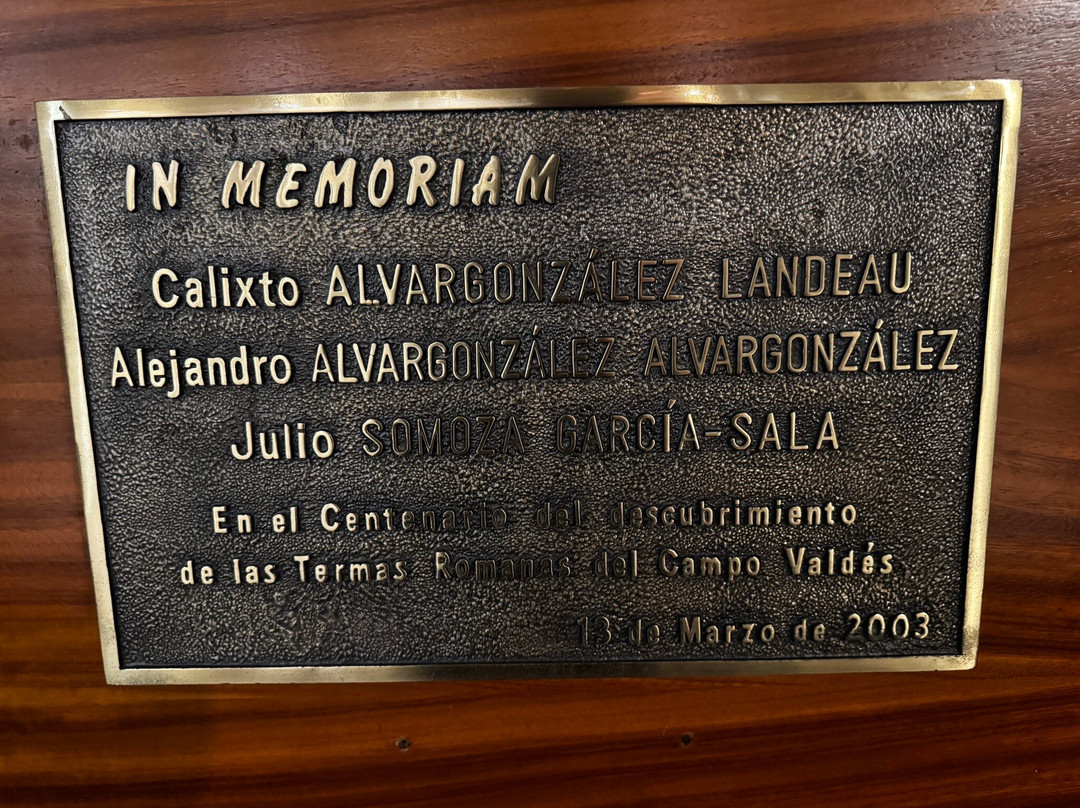 IN MEMORIAM
Calixto ALVARGONZÁLEZ LANDEAU
Alejandro ALVARGONZÁLEZ ALVARGONZÁLEZ
Julio SOMOZA GARCÍA-SALA
En el Centenario del descubrimiento
de las Termas Romanas del Campo Valdés
13 de Marzo de 2003